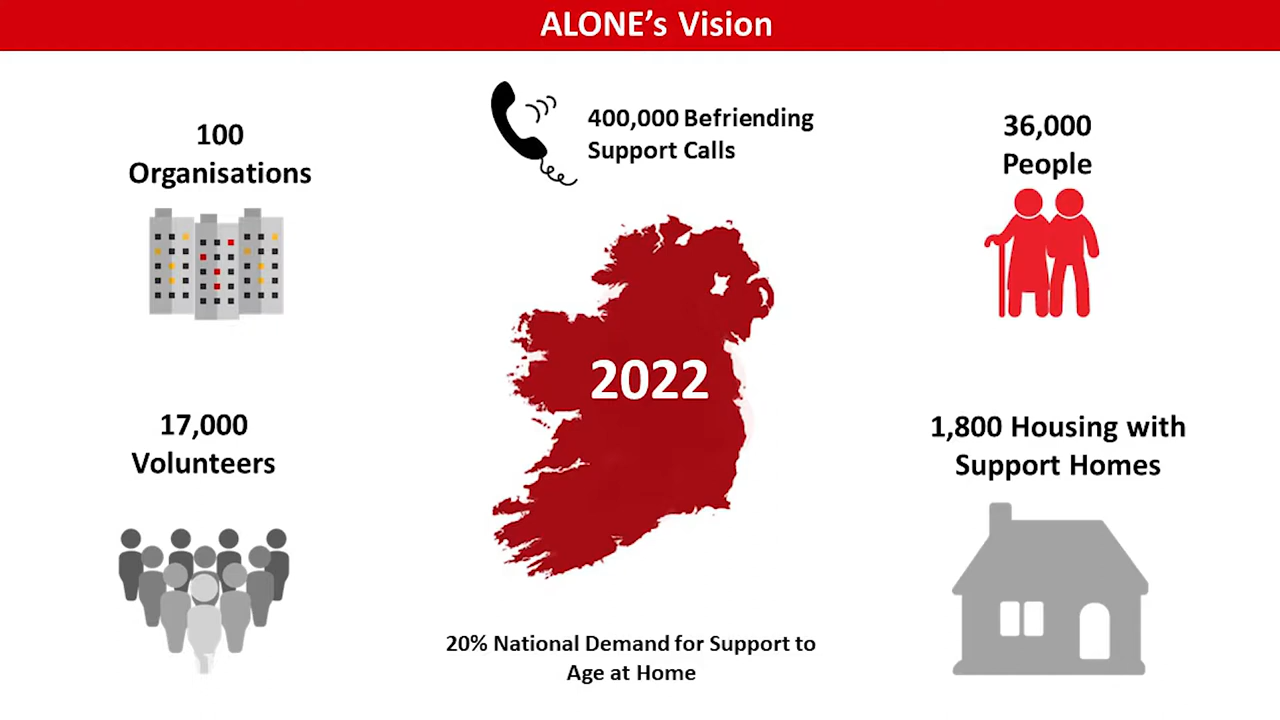 ALONE's Vision
100
Organisations
400,000 Befriending
Support Calls
36,000
People
2022
17,000
Volunteers
1,800 Housing with
Support Homes
20% National Demand for Support to
Age at Home